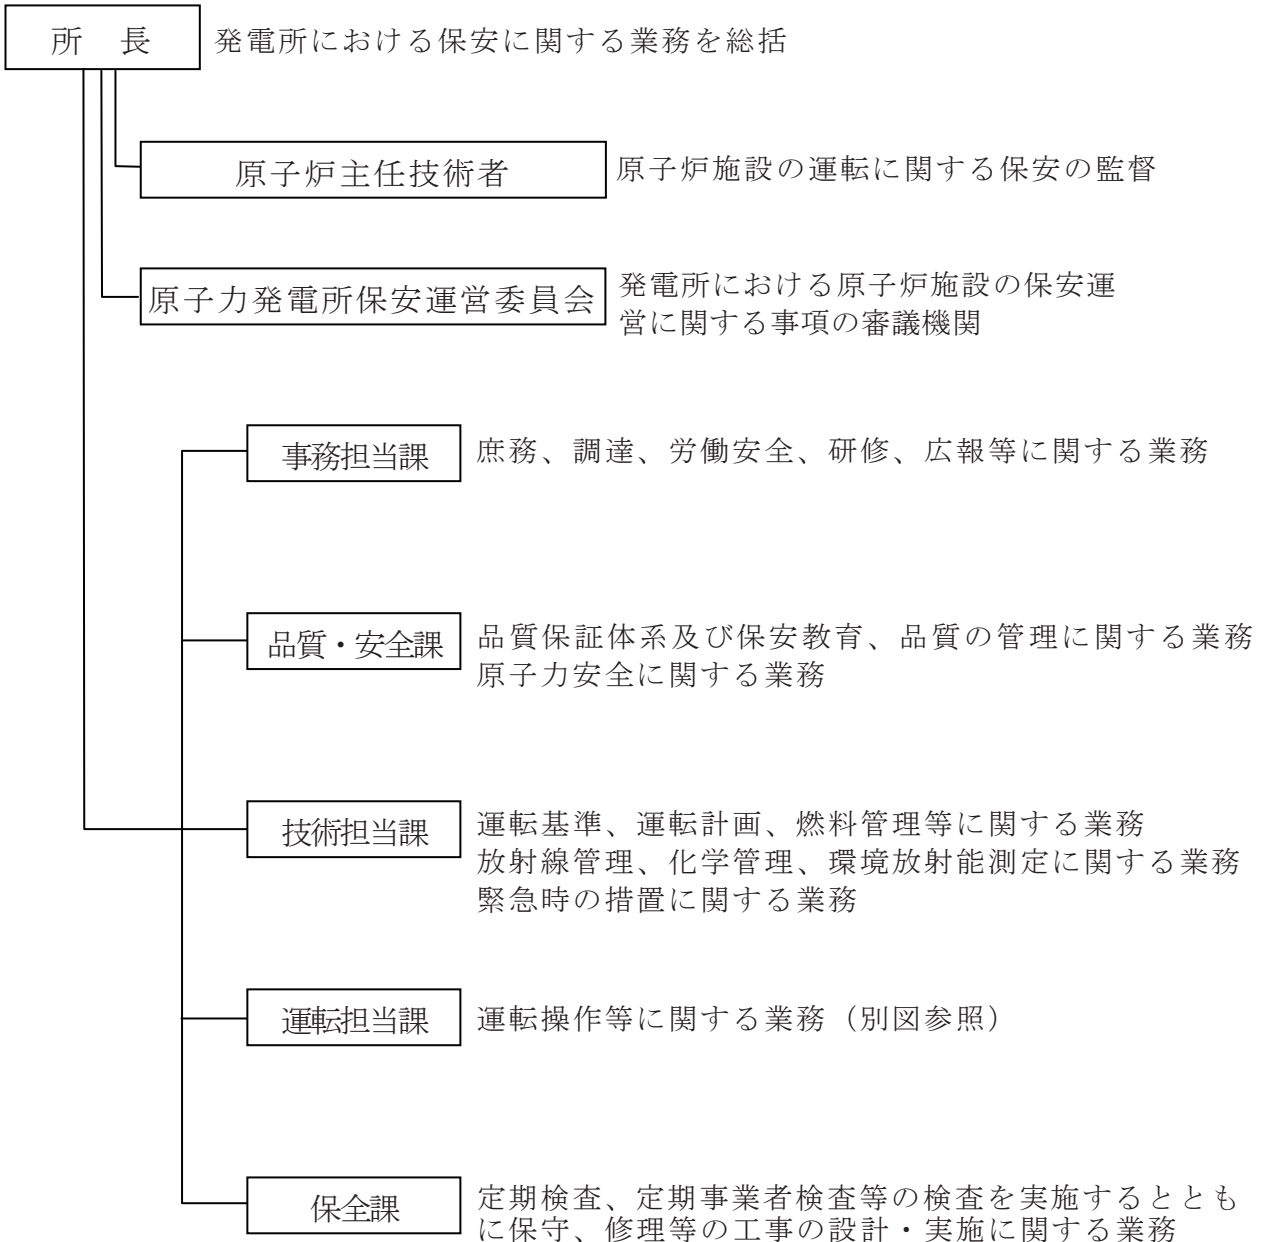 所　長
発電所における保安に関する業務を総括
原子炉主任技術者
原子炉施設の運転に関する保安の監督
原子力発電所保安運営委員会
発電所における原子炉施設の保安運
営に関する事項の審議機関
事務担当課
庶務、調達、労働安全、研修、広報等に関する業務
品質・安全課
品質保証体系及び保安教育、品質の管理に関する業務
原子力安全に関する業務
技術担当課
運転基準、運転計画、燃料管理等に関する業務
放射線管理、化学管理、環境放射能測定に関する業務
緊急時の措置に関する業務
運転担当課
運転操作等に関する業務（別図参照）
保全課
定期検査、定期事業者検査等の検査を実施するととも
に保守、修理等の工事の設計・実施に関する業務